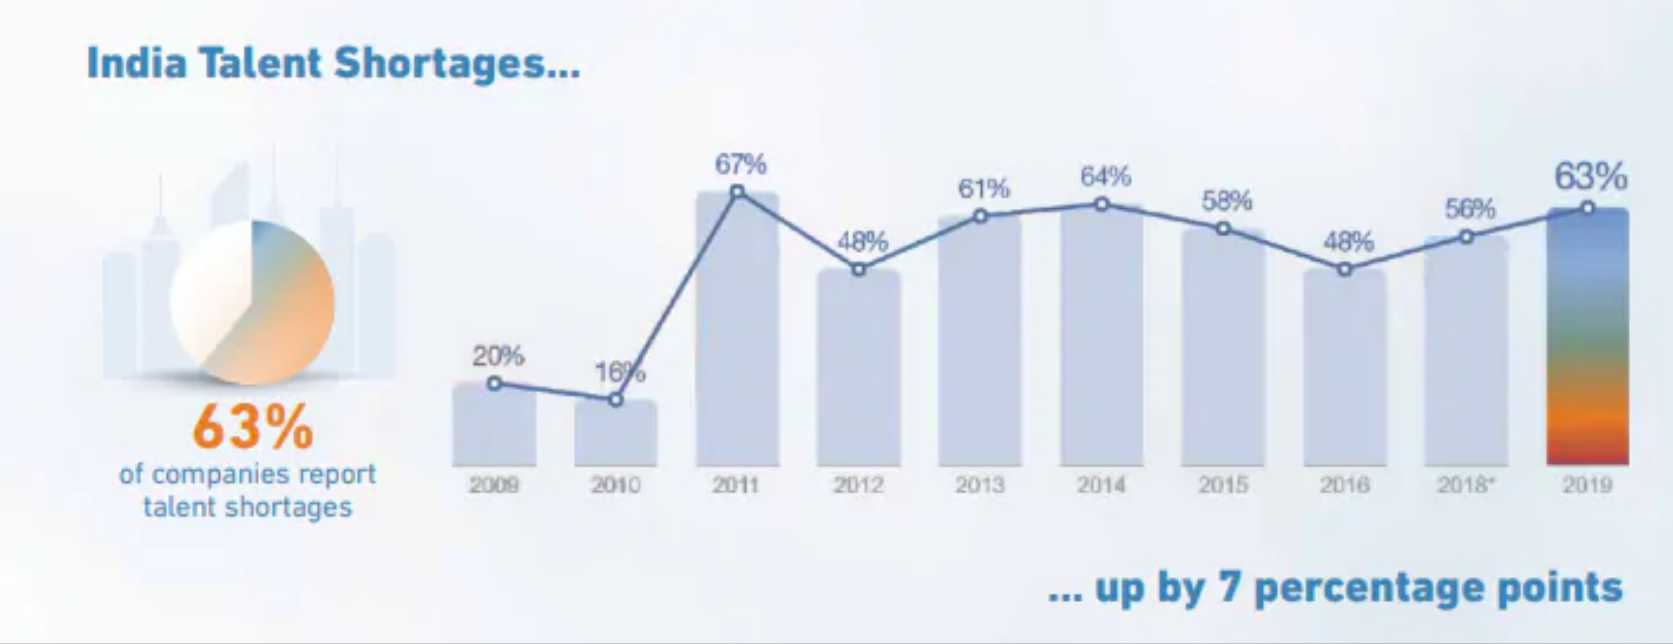 India Talent Shortages...
67%
64%
63%
61%
58%
56%
48%
48%
20%
16%
63%
of companies report
talent shortages
2009 2010 2011 2012 2013 2014 2015 2016 2018* 2019
... up by 7 percentage points